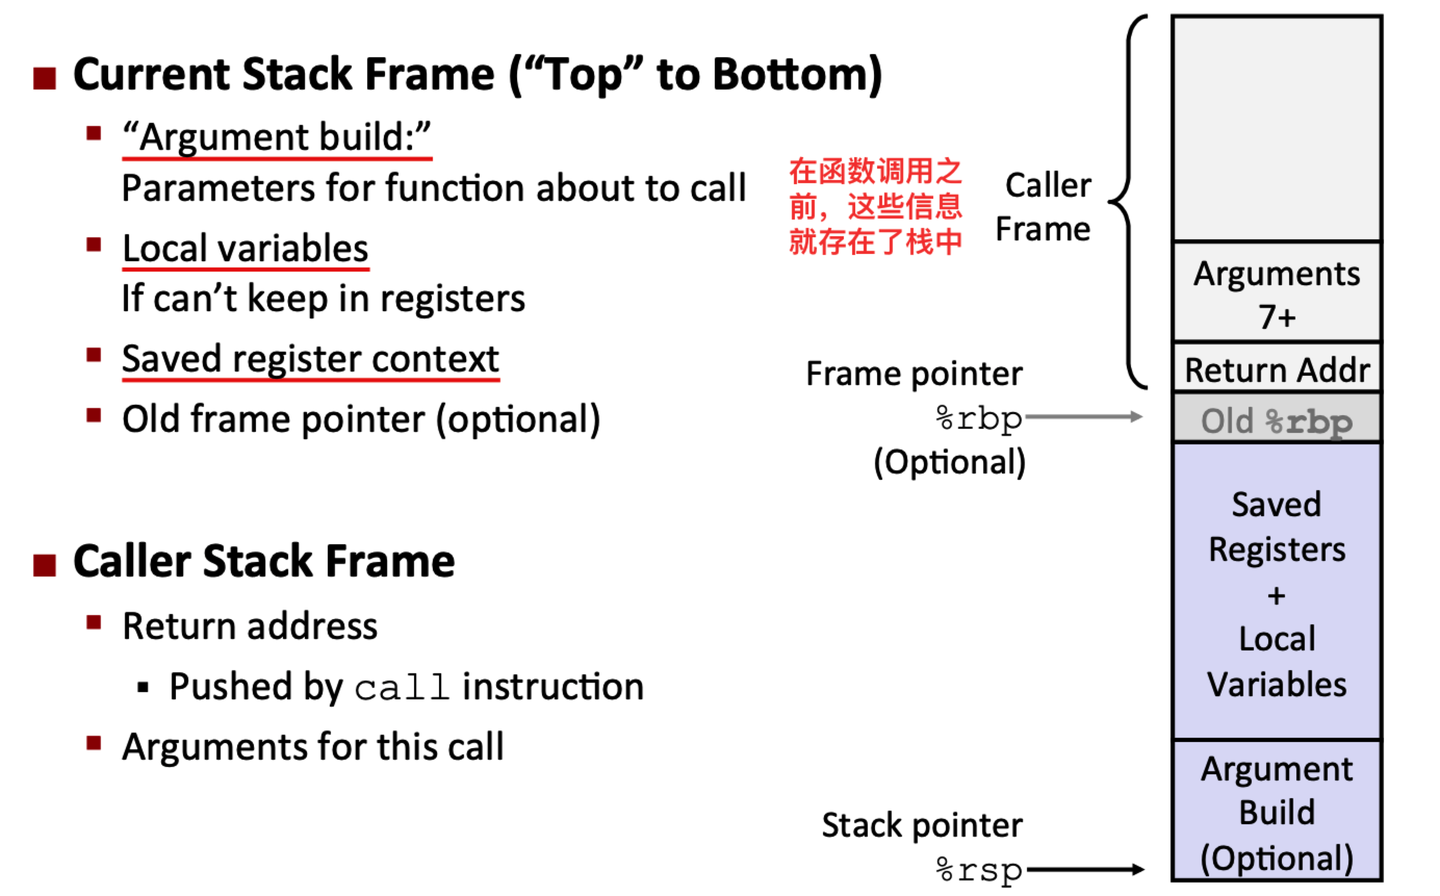 Current Stack Frame (“Top” to Bottom)
“Argument build:”
Parameters for function about to call
Local variables
If can’t keep in registers
Saved register context
Old frame pointer (optional)
Caller Stack Frame
Return address
Pushed by call instruction
Arguments for this call
在函数调用之
前，这些信息
就存在了栈中
Caller
Frame
Frame pointer
%rbp
(Optional)
Stack pointer
%rsp
Arguments
7+
Return Addr
Old %rbp
Saved
Registers
+
Local
Variables
Argument
Build
(Optional)